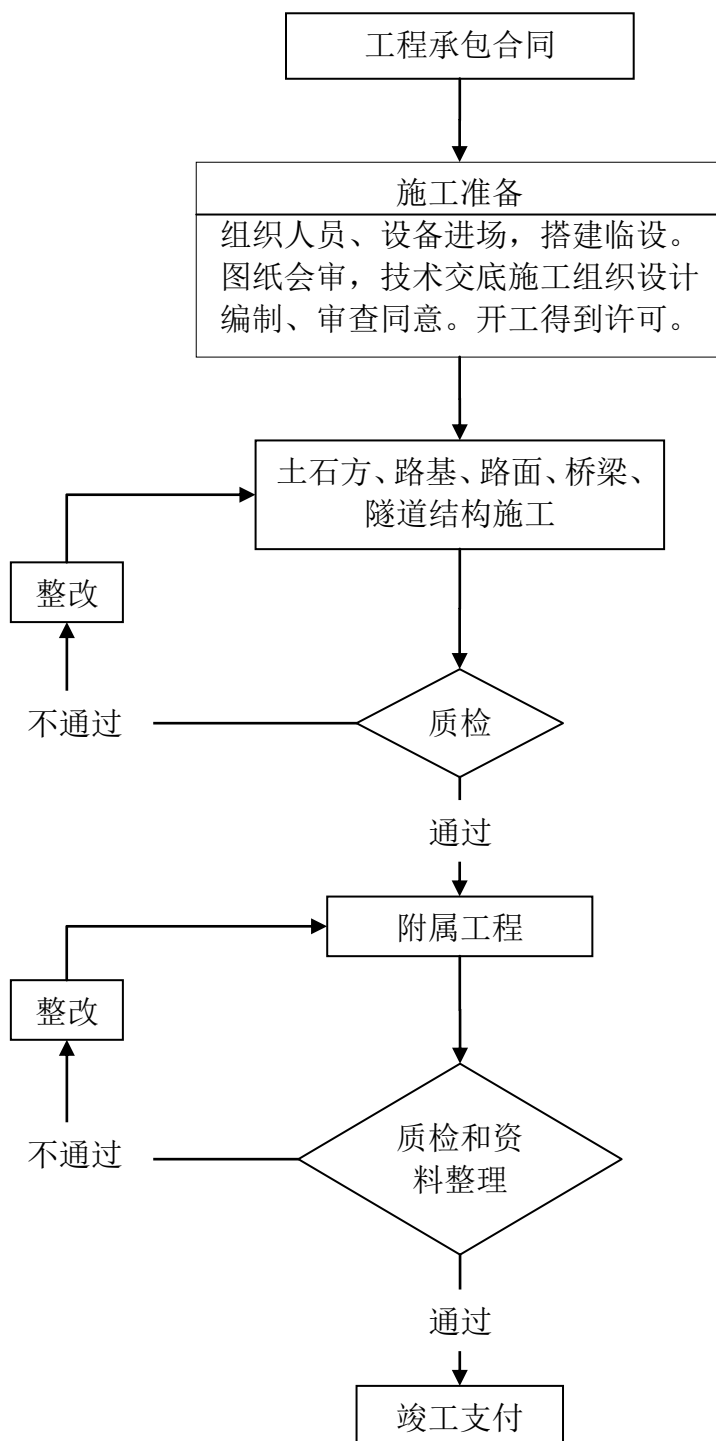 工程承包合同
施工准备
组织人员、设备进场，搭建临设。
图纸会审，技术交底施工组织设计
编制、审查同意。开工得到许可。
土石方、路基、路面、桥梁、
隧道结构施工
整改
不通过
质检
通过
附属工程
整改
不通过
质检和资
料整理
通过
竣工支付